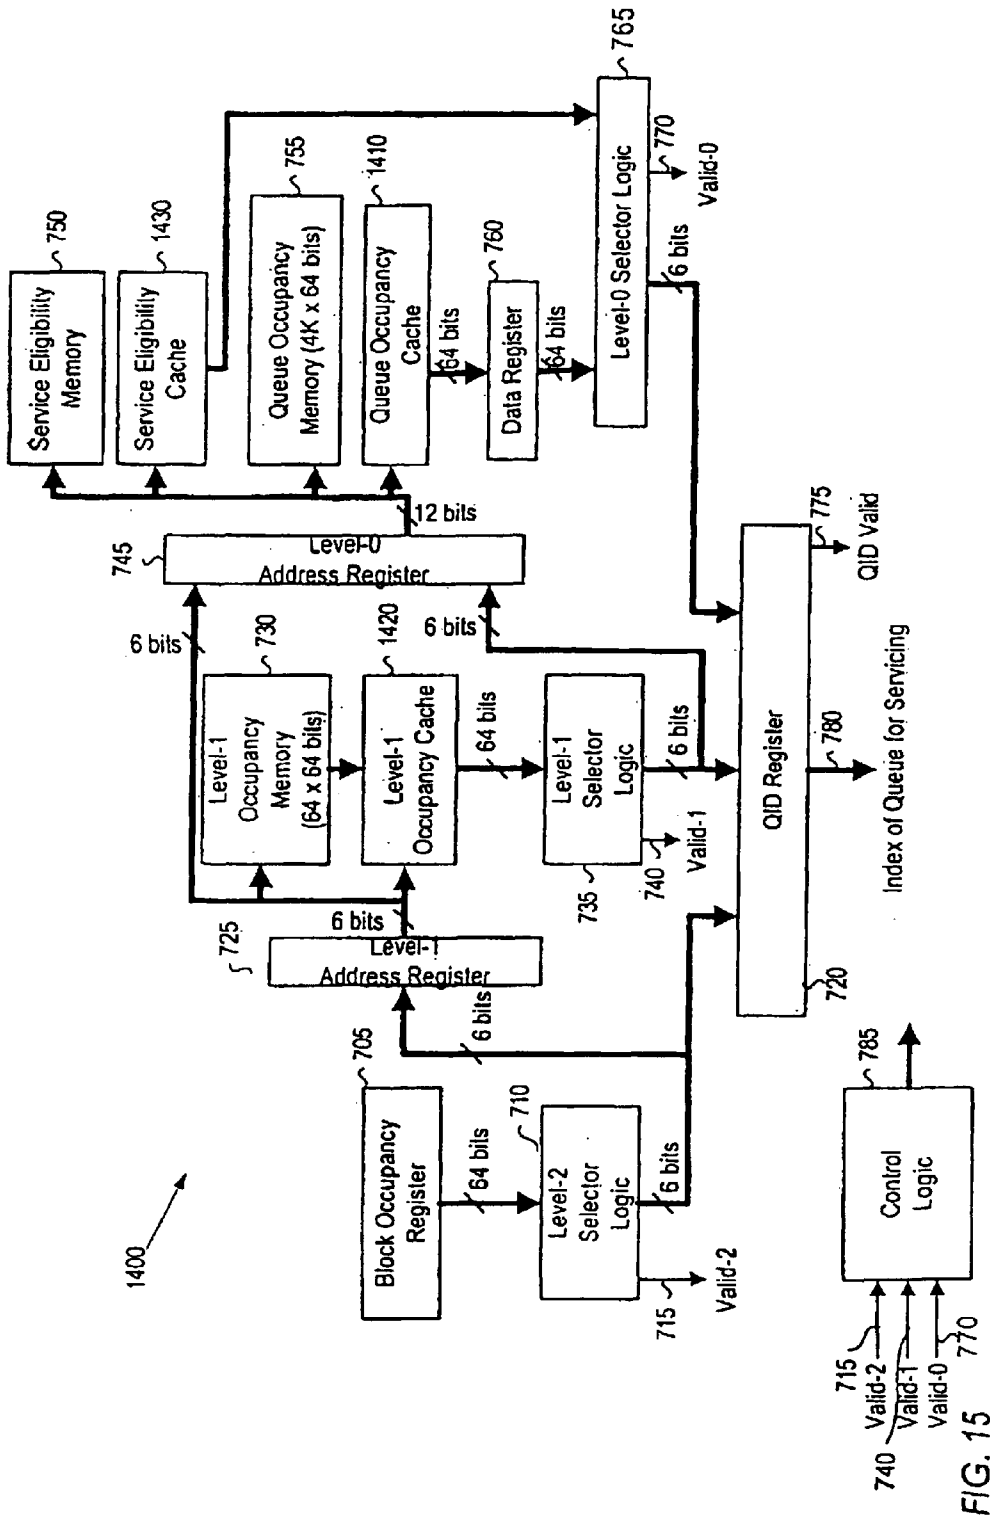 1400
705
Block Occupancy
Register
64 bits
710
Level-2
Selector
Logic
715
Valid-2
6 bits
6 bits
725
Level-1
Address Register
6 bits
6 bits
730
Level-1
Occupancy
Memory
(64 x 64 bits)
1420
Level-1
Occupancy Cache
64 bits
Level-1
Selector
Logic
735
740
Valid-1
6 bits
6 bits
745
Level-0
Address Register
12 bits
750
Service Eligibility
Memory
1430
Service Eligibility
Cache
755
Queue Occupancy
Memory (4K x 64 bits)
1410
Queue Occupancy
Cache
64 bits
760
Data Register
64 bits
765
Level-0 Selector Logic
770
Valid-0
6 bits
QID Register
720
775
QID Valid
780
Index of Queue for Servicing
785
Control
Logic
715
Valid-2
Valid-1
Valid-0
740
770
FIG. 15